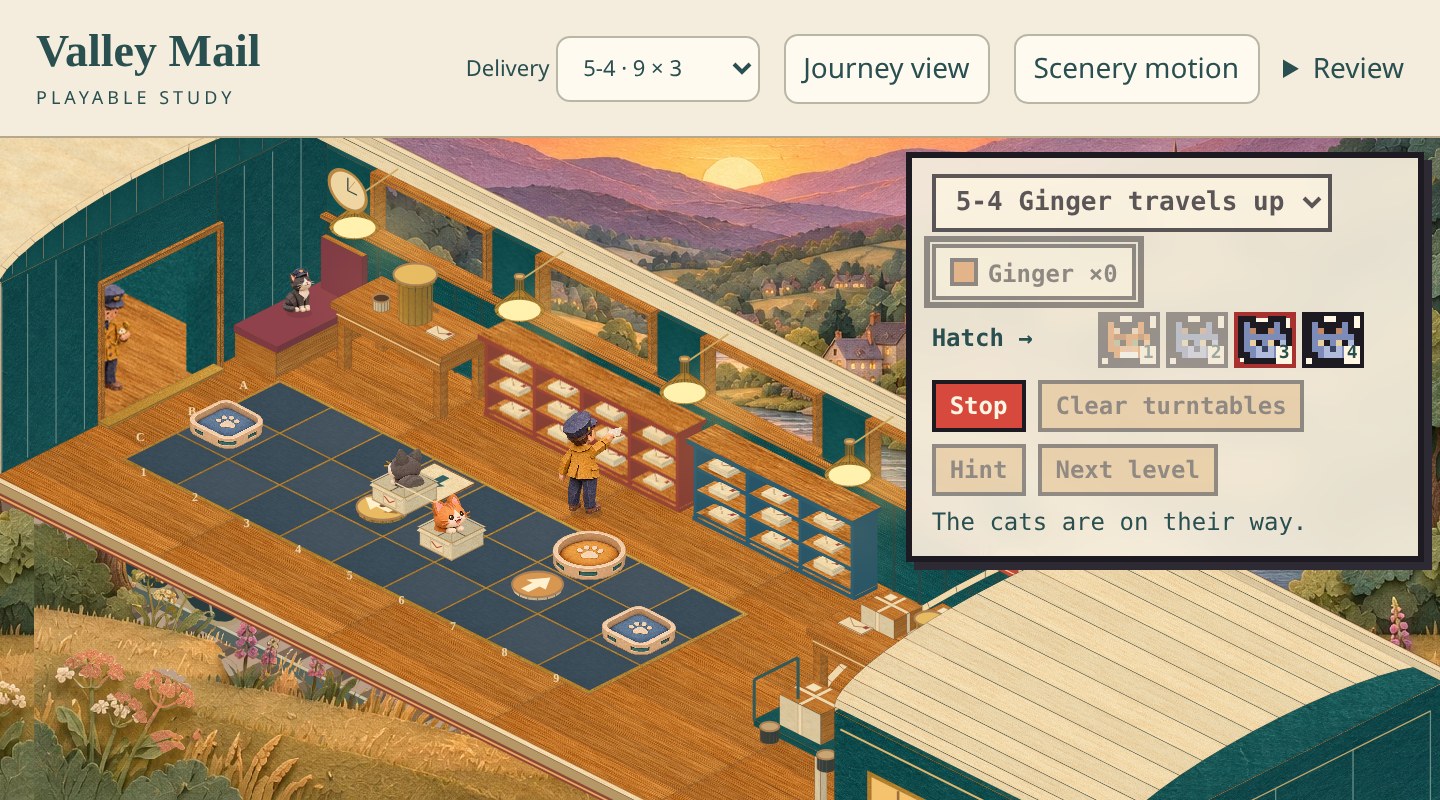 Valley Mail
PLAYABLE STUDY
Delivery 5-4 · 9 × 3
Journey view
Scenery motion
▶ Review
5-4 Ginger travels up
Ginger ×0
Hatch →
1 2 3 4
Stop
Clear turntables
Hint
Next level
The cats are on their way.
A
B
C
1
2
3
4
5
6
7
8
9